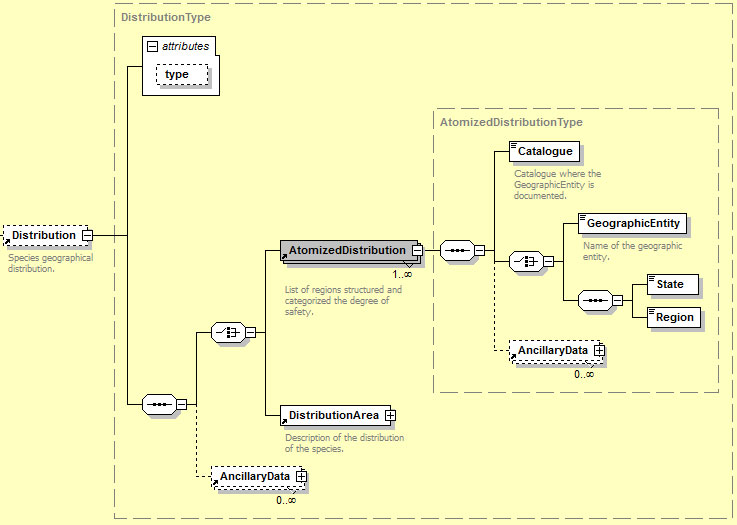 DistributionType
attributes
type
AtomizedDistributionType
Catalogue
Catalogue where the
GeographicEntity is
documented.
Distribution
Species geographical
distribution.
AtomizedDistribution
1..∞
List of regions structured and
categorized the degree of
safety.
GeographicEntity
Name of the geographic
entity.
State
Region
AncillaryData
0..∞
DistributionArea
Description of the distribution
of the species.
AncillaryData
0..∞